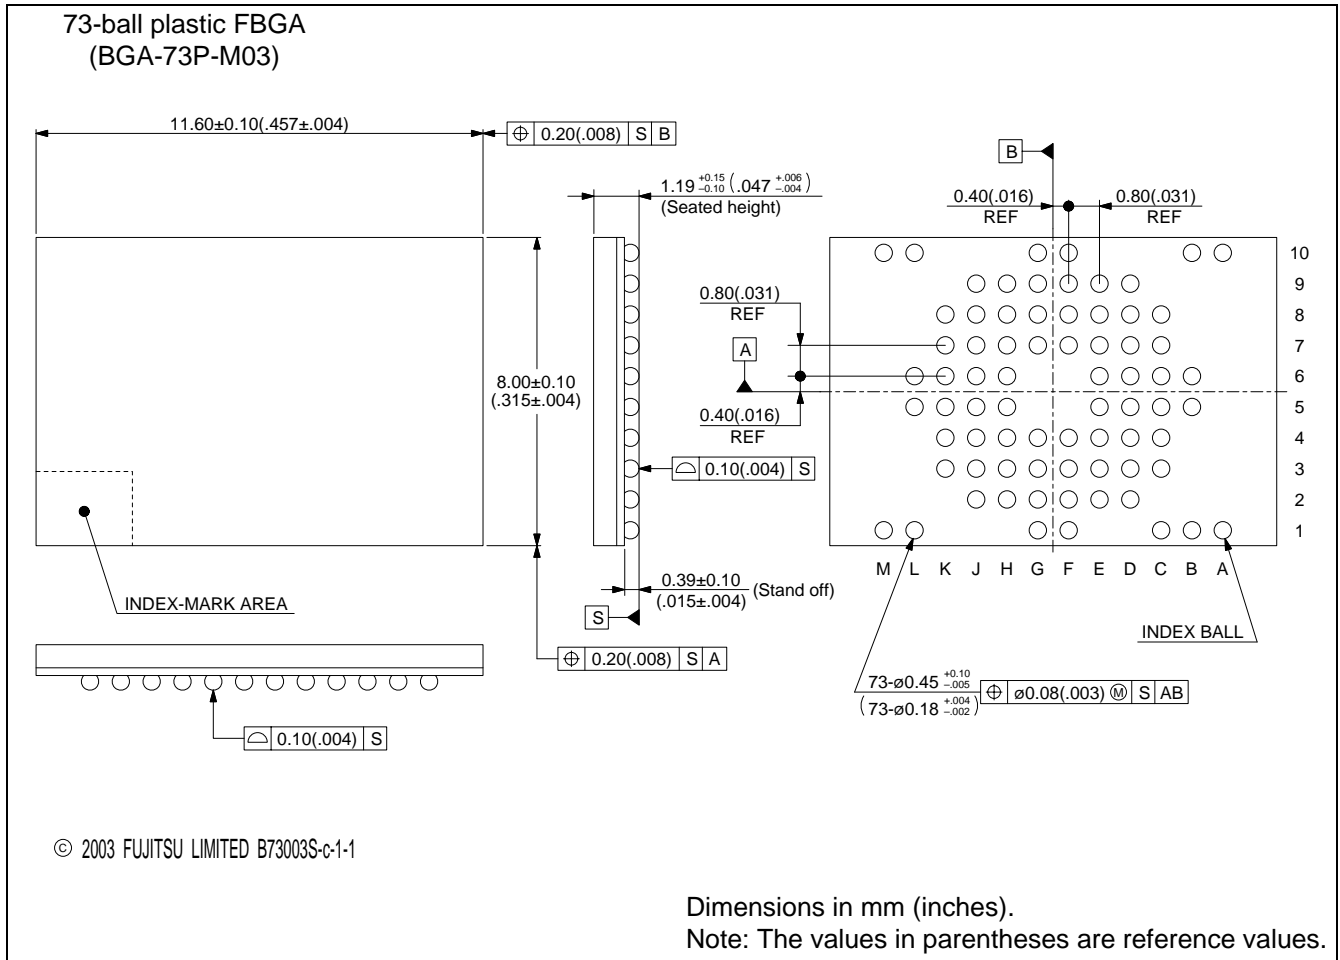 73-ball plastic FBGA
(BGA-73P-M03)
11.60±0.10(.457±.004)
⌖ 0.20(.008) S B
1.19 +0.15 –0.10 (.047 +.006 –.004)
(Seated height)
B
0.40(.016)
REF
0.80(.031)
REF
10
9
8
7
6
5
4
3
2
1
0.80(.031)
REF
A
0.40(.016)
REF
8.00±0.10
(.315±.004)
⌓ 0.10(.004) S
M L K J H G F E D C B A
0.39±0.10
(.015±.004)
(Stand off)
S
INDEX-MARK AREA
INDEX BALL
⌖ 0.20(.008) S A
73-ø0.45 +0.10 –.005
(73-ø0.18 +.004 –.002)
⌖ ø0.08(.003) Ⓜ S AB
⌓ 0.10(.004) S
© 2003 FUJITSU LIMITED B73003S-c-1-1
Dimensions in mm (inches).
Note: The values in parentheses are reference values.